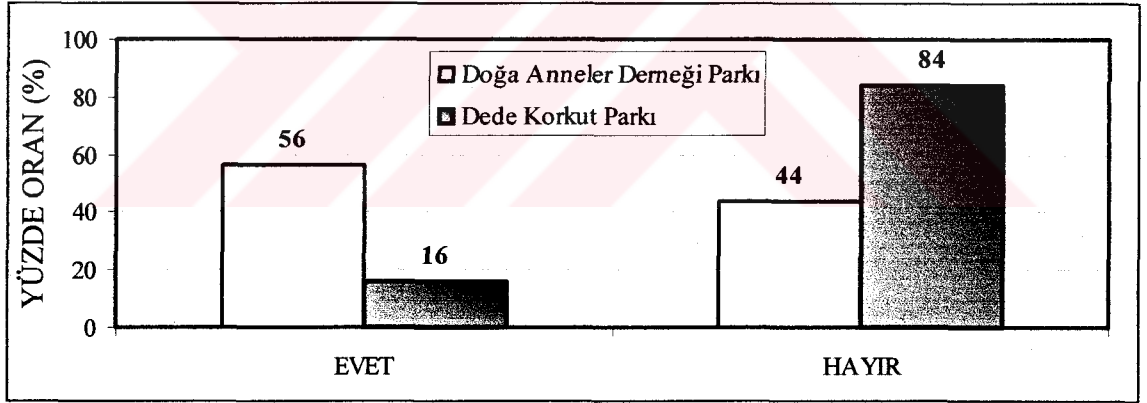 YÜZDE ORAN (%)
100
80
60
40
20
0
Doğa Anneler Derneği Parkı
Dede Korkut Parkı
56
16
44
84
EVET
HAYIR